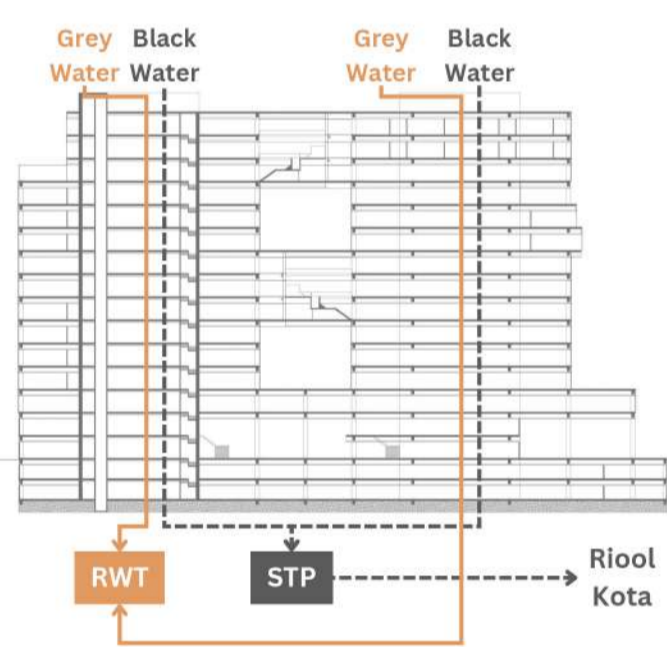 Grey
Water
Black
Water
Grey
Water
Black
Water
RWT
STP
Riool
Kota